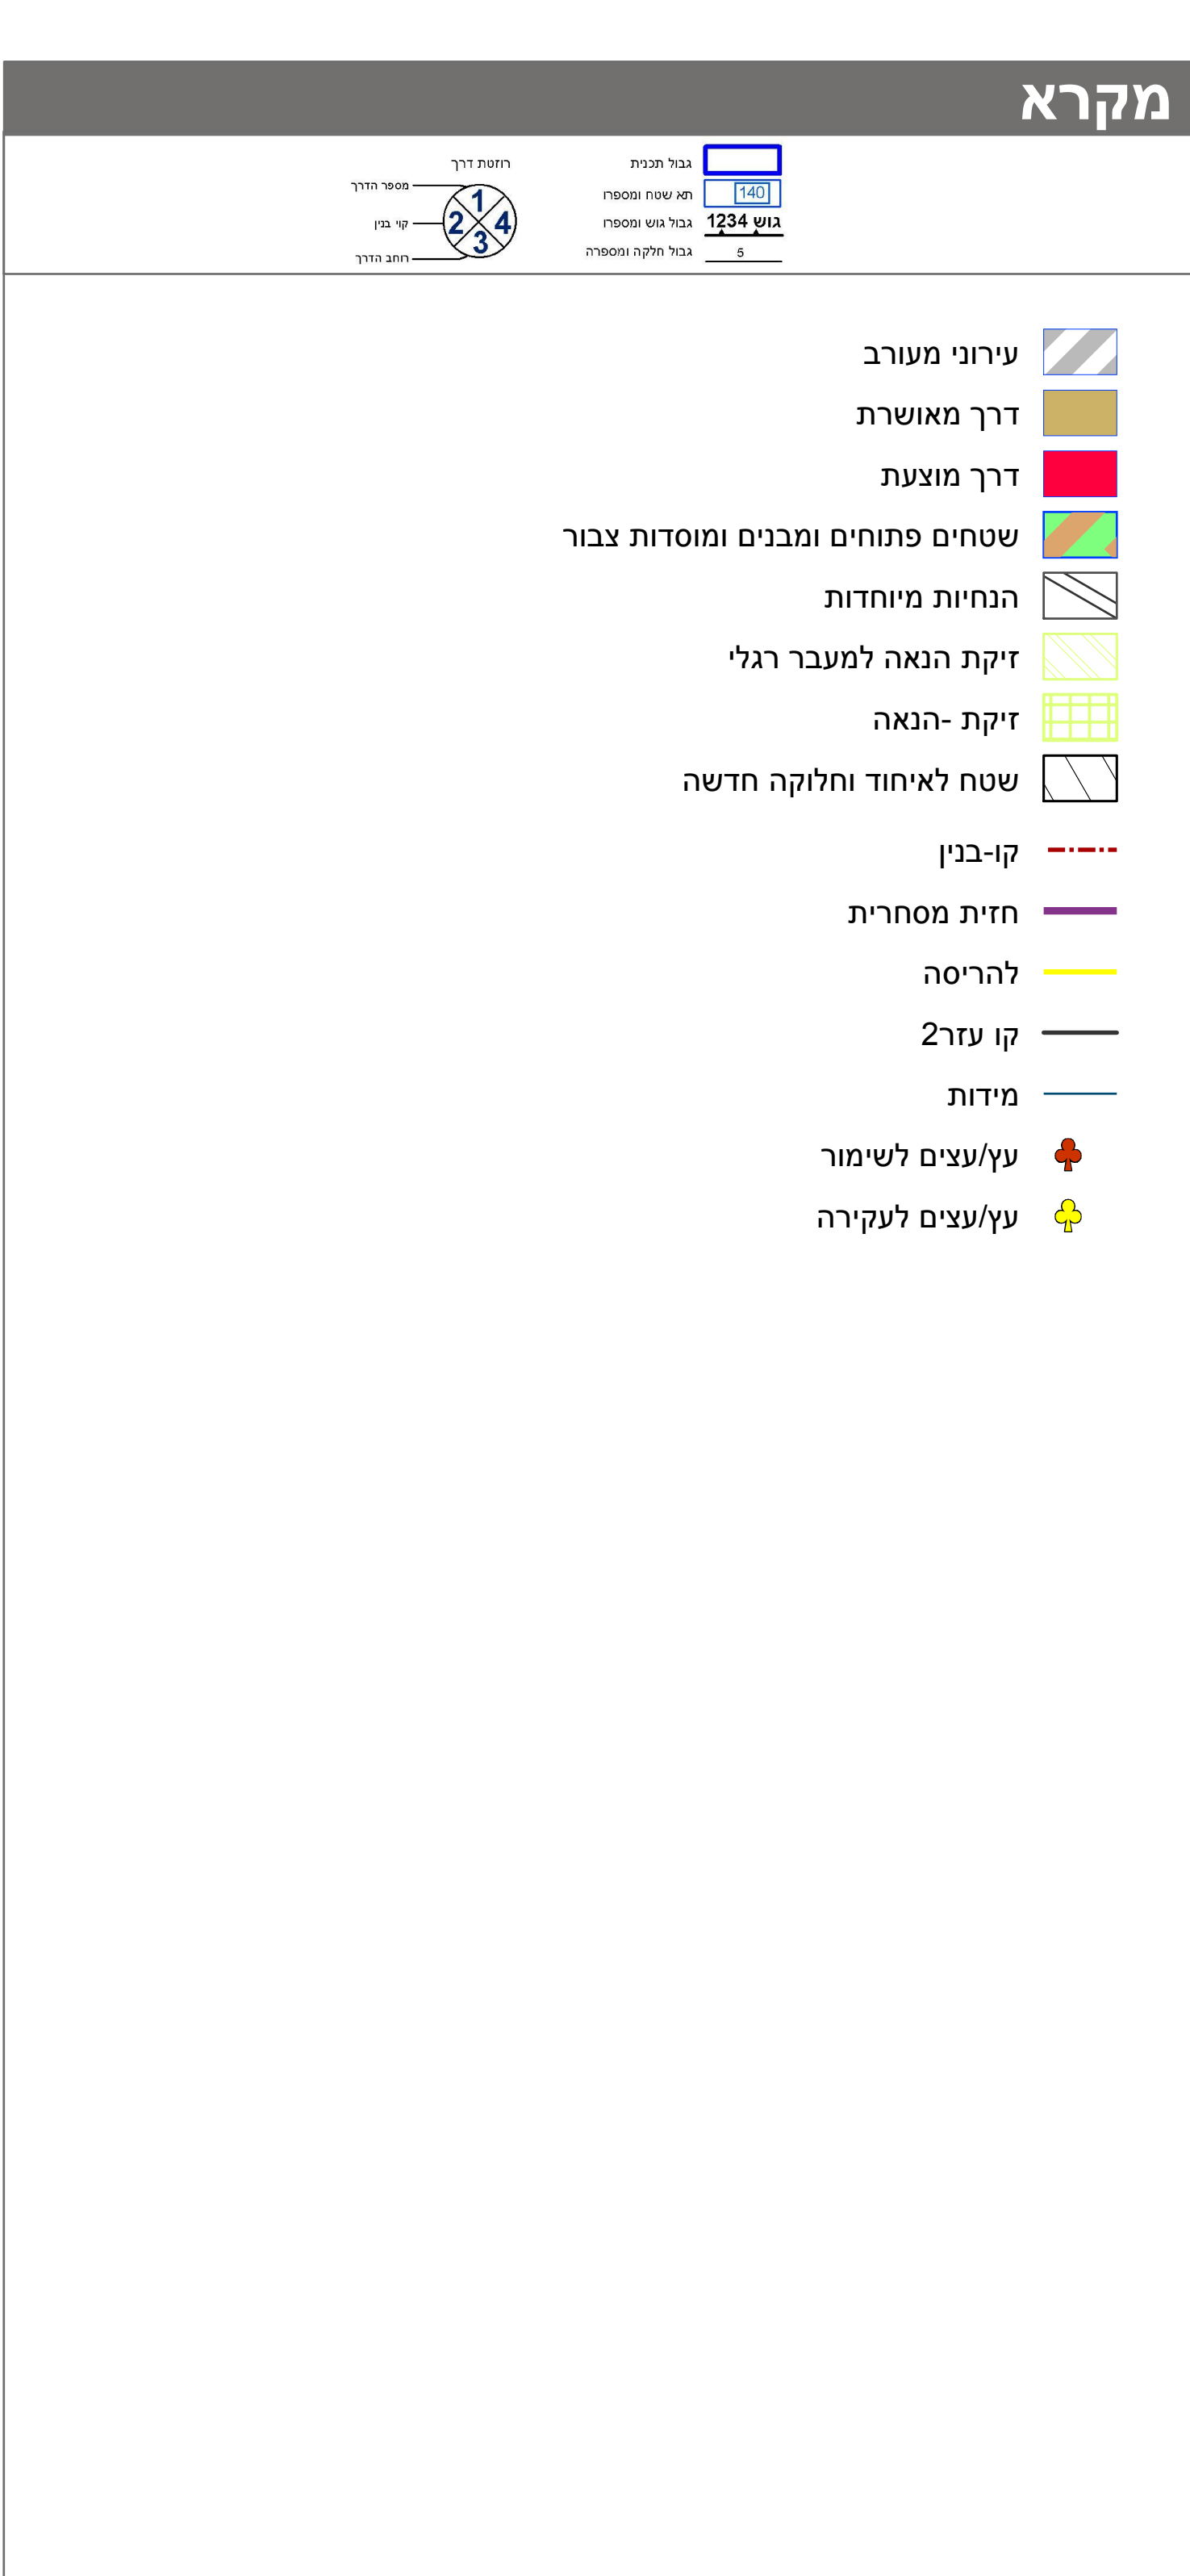 מקרא
גבול תכנית
תא שטח ומספרו 140
גבול גוש ומספרו גוש 1234
גבול חלקה ומספרה 5
רוזטת דרך
מספר הדרך
קוי בנין
רוחב הדרך
1
2 4
3
עירוני מעורב
דרך מאושרת
דרך מוצעת
שטחים פתוחים ומבנים ומוסדות צבור
הנחיות מיוחדות
זיקת הנאה למעבר רגלי
זיקת -הנאה
שטח לאיחוד וחלוקה חדשה
קו-בנין
חזית מסחרית
להריסה
קו עזר2
מידות
עץ/עצים לשימור
עץ/עצים לעקירה